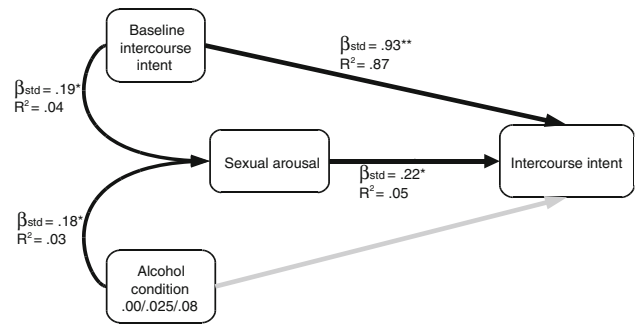 Baseline
intercourse
intent
βstd = .93**
R² = .87
βstd = .19*
R² = .04
Sexual arousal
βstd = .22*
R² = .05
Intercourse intent
βstd = .18*
R² = .03
Alcohol
condition
.00/.025/.08